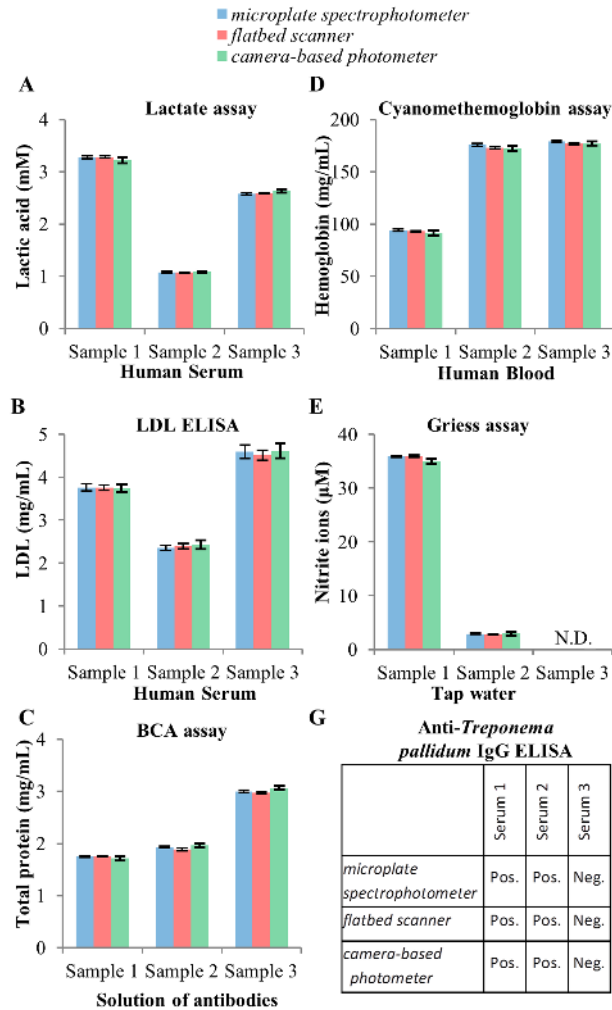 microplate spectrophotometer
flatbed scanner
camera-based photometer
A
Lactate assay
Lactic acid (mM)
4
3
2
1
0
Sample 1 Sample 2 Sample 3
Human Serum
D
Cyanomethemoglobin assay
Hemoglobin (mg/mL)
200
150
100
50
0
Sample 1 Sample 2 Sample 3
Human Blood
B
LDL ELISA
LDL (mg/mL)
5
4
3
2
1
0
Sample 1 Sample 2 Sample 3
Human Serum
E
Griess assay
Nitrite ions (µM)
40
30
20
10
0
N.D.
Sample 1 Sample 2 Sample 3
Tap water
C
BCA assay
Total protein (mg/mL)
4
3
2
1
0
Sample 1 Sample 2 Sample 3
Solution of antibodies
G
Anti-Treponema
pallidum IgG ELISA
Serum 1 Serum 2 Serum 3
microplate
spectrophotometer Pos. Pos. Neg.
flatbed scanner Pos. Pos. Neg.
camera-based
photometer Pos. Pos. Neg.